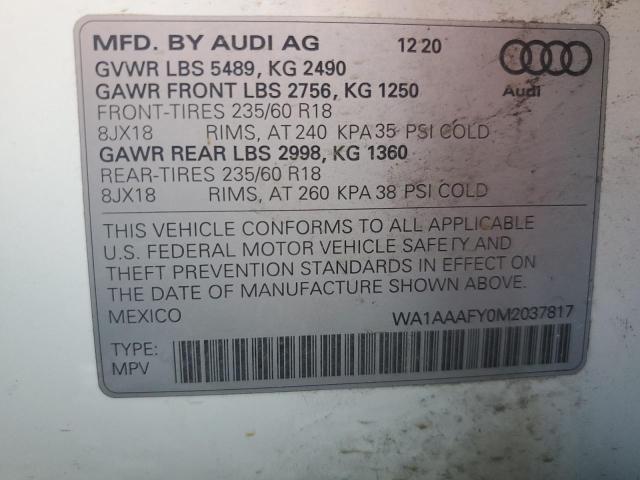 MFD. BY AUDI AG 12 20
GVWR LBS 5489, KG 2490
GAWR FRONT LBS 2756, KG 1250
Audi
FRONT-TIRES 235/60 R18
8JX18 RIMS, AT 240 KPA 35 PSI COLD
GAWR REAR LBS 2998, KG 1360
REAR-TIRES 235/60 R18
8JX18 RIMS, AT 260 KPA 38 PSI COLD
THIS VEHICLE CONFORMS TO ALL APPLICABLE
U.S. FEDERAL MOTOR VEHICLE SAFETY AND
THEFT PREVENTION STANDARDS IN EFFECT ON
THE DATE OF MANUFACTURE SHOWN ABOVE.
MEXICO WA1AAAFY0M2037817
TYPE:
MPV